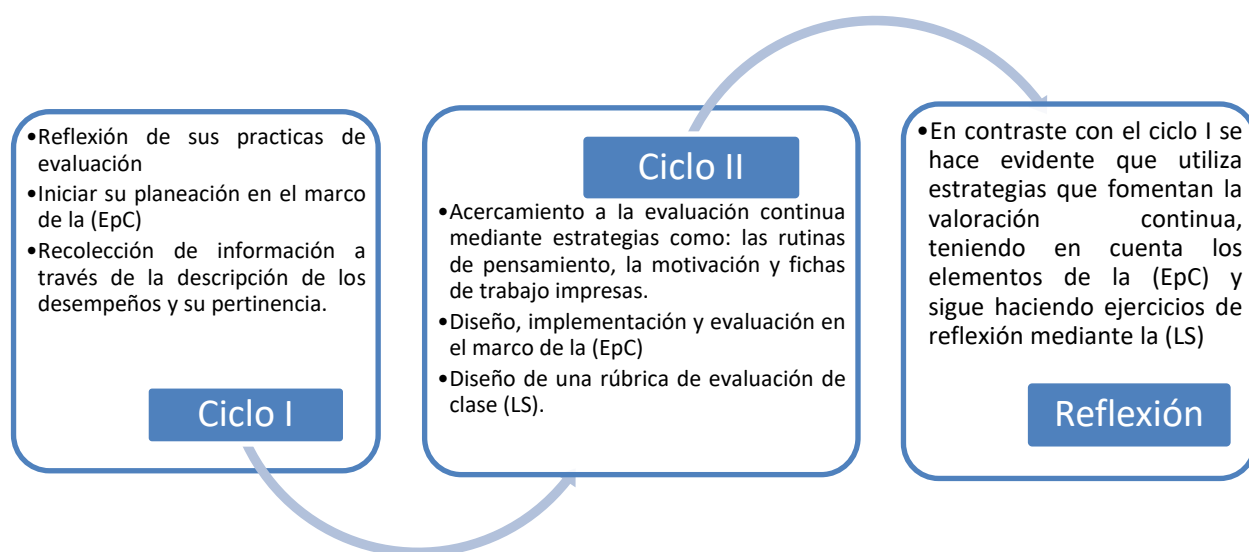 •Reflexión de sus practicas de
evaluación
•Iniciar su planeación en el marco
de la (EpC)
•Recolección de información a
través de la descripción de los
desempeños y su pertinencia.
Ciclo I
Ciclo II
•Acercamiento a la evaluación continua
mediante estrategias como: las rutinas
de pensamiento, la motivación y fichas
de trabajo impresas.
•Diseño, implementación y evaluación en
el marco de la (EpC)
•Diseño de una rúbrica de evaluación de
clase (LS).
•En contraste con el ciclo I se
hace evidente que utiliza
estrategias que fomentan la
valoración continua,
teniendo en cuenta los
elementos de la (EpC) y
sigue haciendo ejercicios de
reflexión mediante la (LS)
Reflexión